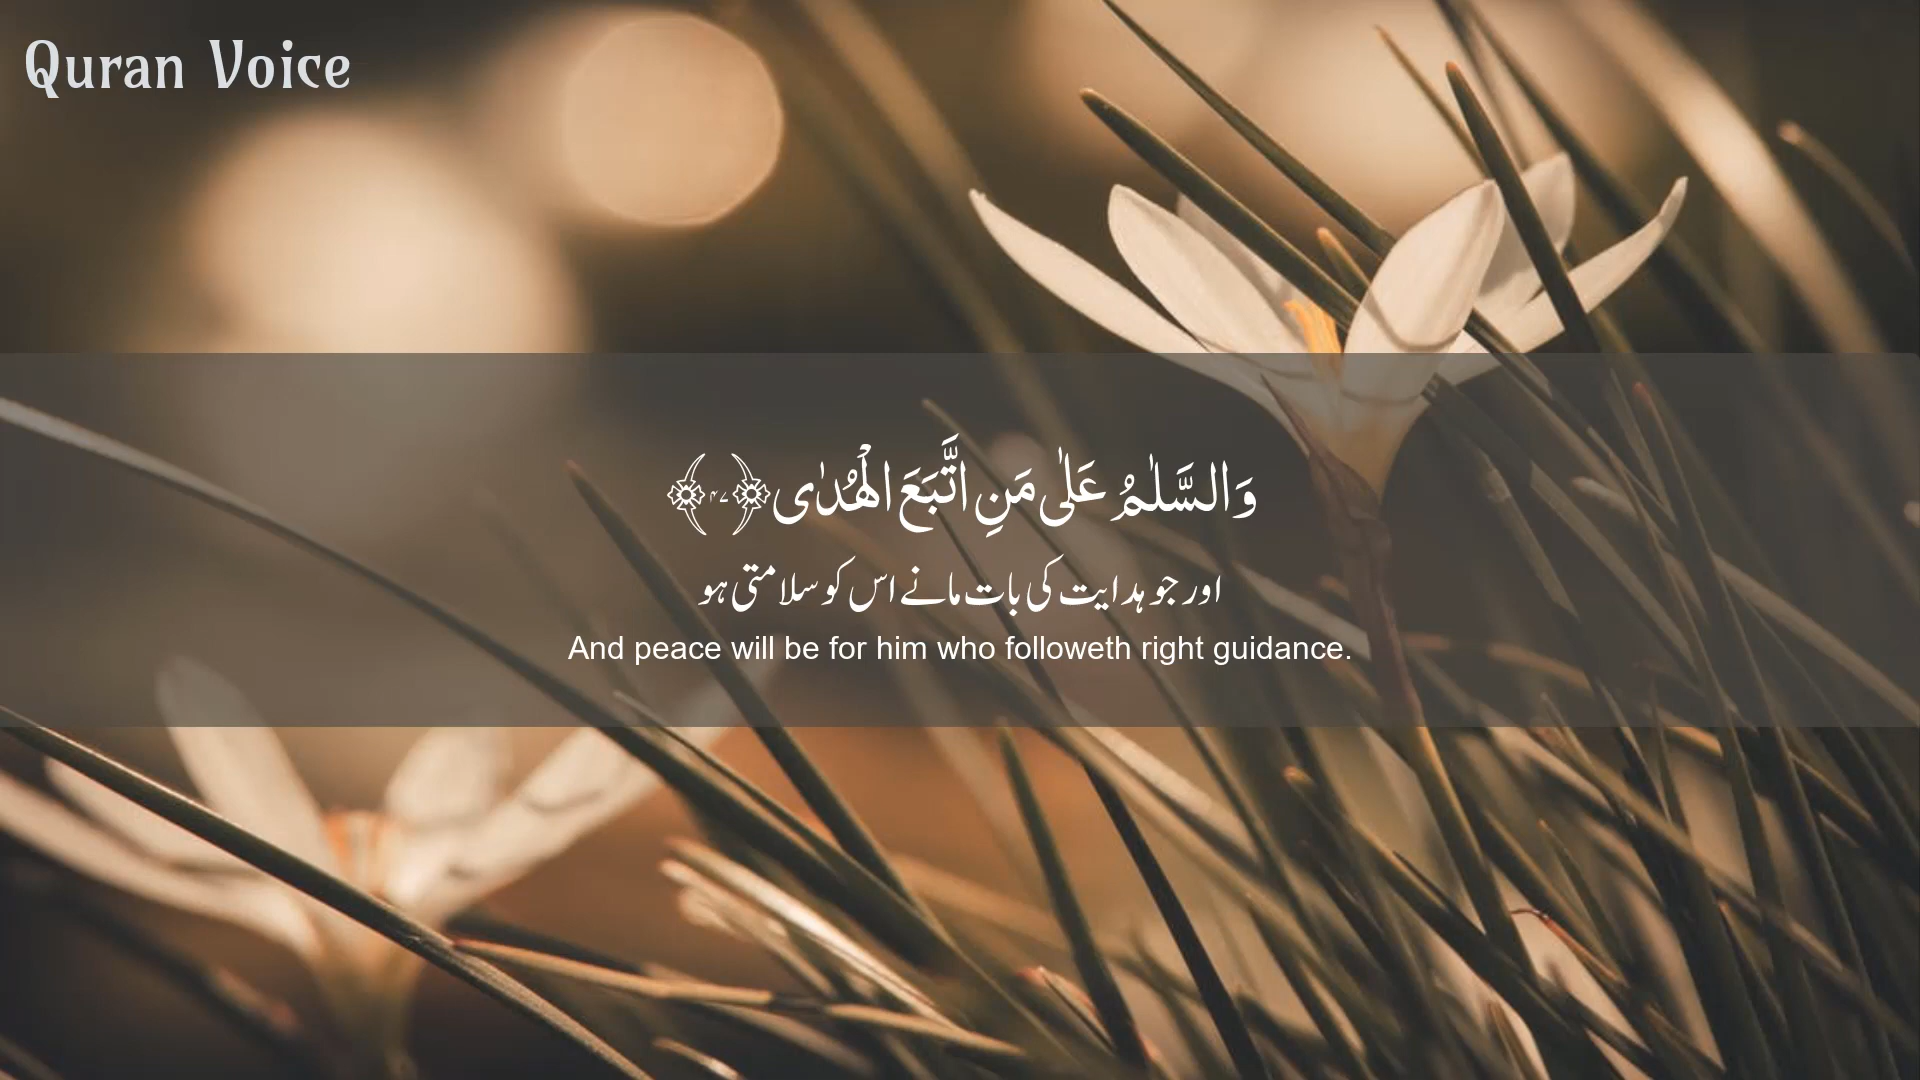 Quran Voice
وَالسَّلٰمُ عَلٰى مَنِ اتَّبَعَ الْهُدٰى ﴿۴۷﴾
اور جو ہدایت کی بات مانے اس کو سلامتی ہو
And peace will be for him who followeth right guidance.